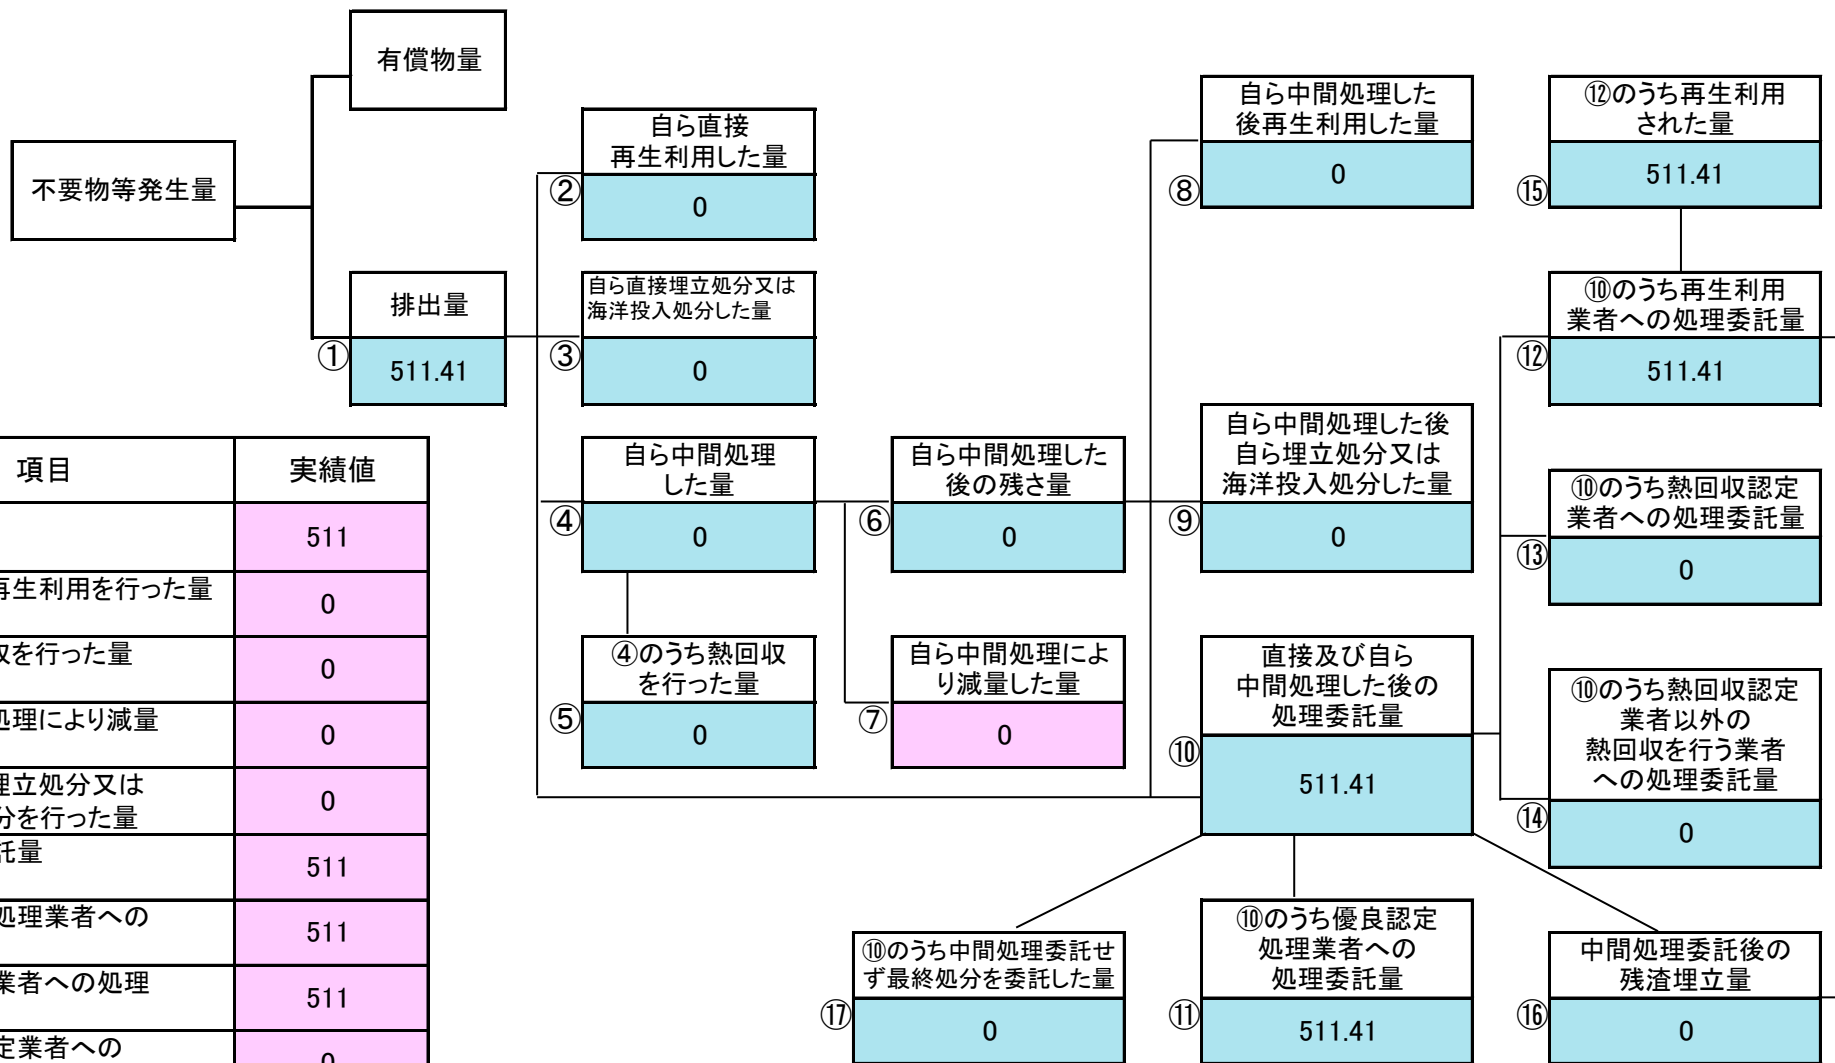 有償物量
不要物等発生量
排出量
①
511.41
自ら直接
再生利用した量
②
0
自ら直接埋立処分又は
海洋投入処分した量
③
0
自ら中間処理
した量
④
0
④のうち熱回収
を行った量
⑤
0
自ら中間処理した
後の残さ量
⑥
0
自ら中間処理によ
り減量した量
⑦
0
自ら中間処理した
後再生利用した量
⑧
0
自ら中間処理した後
自ら埋立処分又は
海洋投入処分した量
⑨
0
直接及び自ら
中間処理した後の
処理委託量
⑩
511.41
⑩のうち優良認定
処理業者への
処理委託量
⑪
511.41
⑫のうち再生利用
された量
⑮
511.41
⑩のうち再生利用
業者への処理委託量
⑫
511.41
⑩のうち熱回収認定
業者への処理委託量
⑬
0
⑩のうち熱回収認定
業者以外の
熱回収を行う業者
への処理委託量
⑭
0
⑩のうち中間処理委託せ
ず最終処分を委託した量
⑰
0
中間処理委託後の
残渣埋立量
⑯
0
項目 実績値
511
再生利用を行った量 0
を行った量 0
処理により減量 0
埋立処分又は
分を行った量 0
託量 511
処理業者への 511
業者への処理 511
定業者への 0